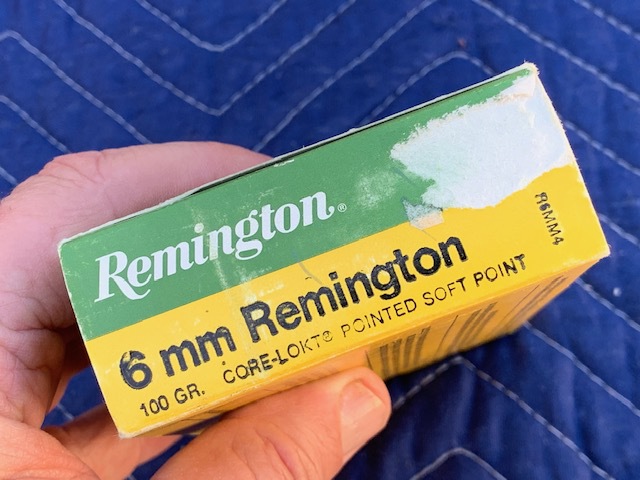 Remington®
6 mm Remington
100 GR. CORE-LOKT® POINTED SOFT POINT
R6MM4